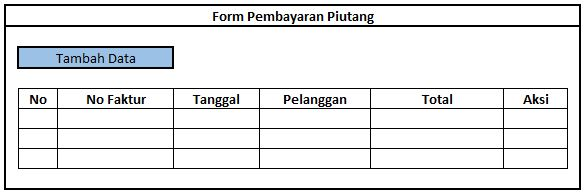 Form Pembayaran Piutang
Tambah Data
No No Faktur Tanggal Pelanggan Total Aksi